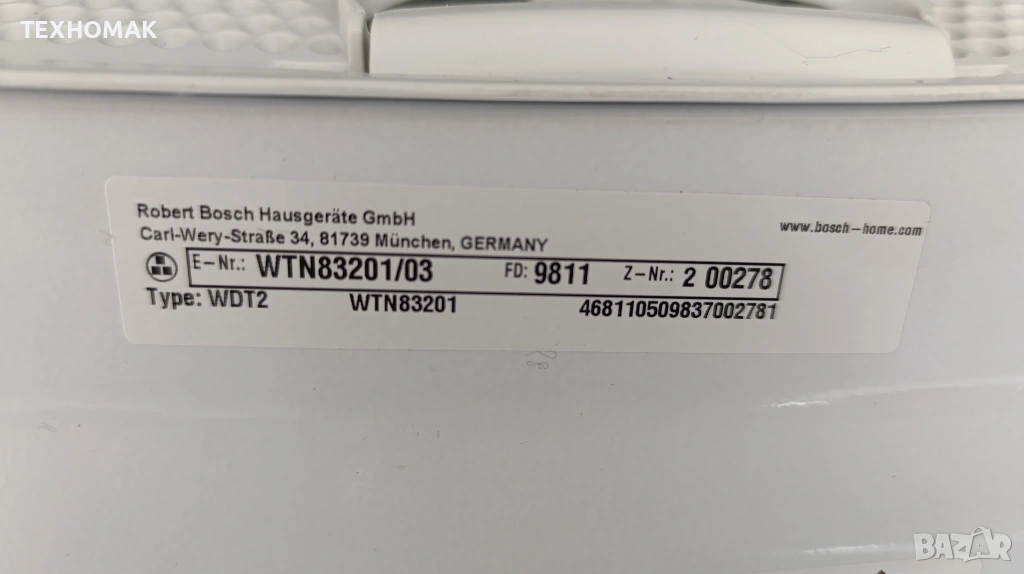 ТЕХНОМАК
Robert Bosch Hausgeräte GmbH
Carl-Wery-Straße 34, 81739 München, GERMANY
www.bosch-home.com
E-Nr.: WTN83201/03 FD: 9811 Z-Nr.: 2 00278
Type: WDT2 WTN83201 468110509837002781
BAZAR